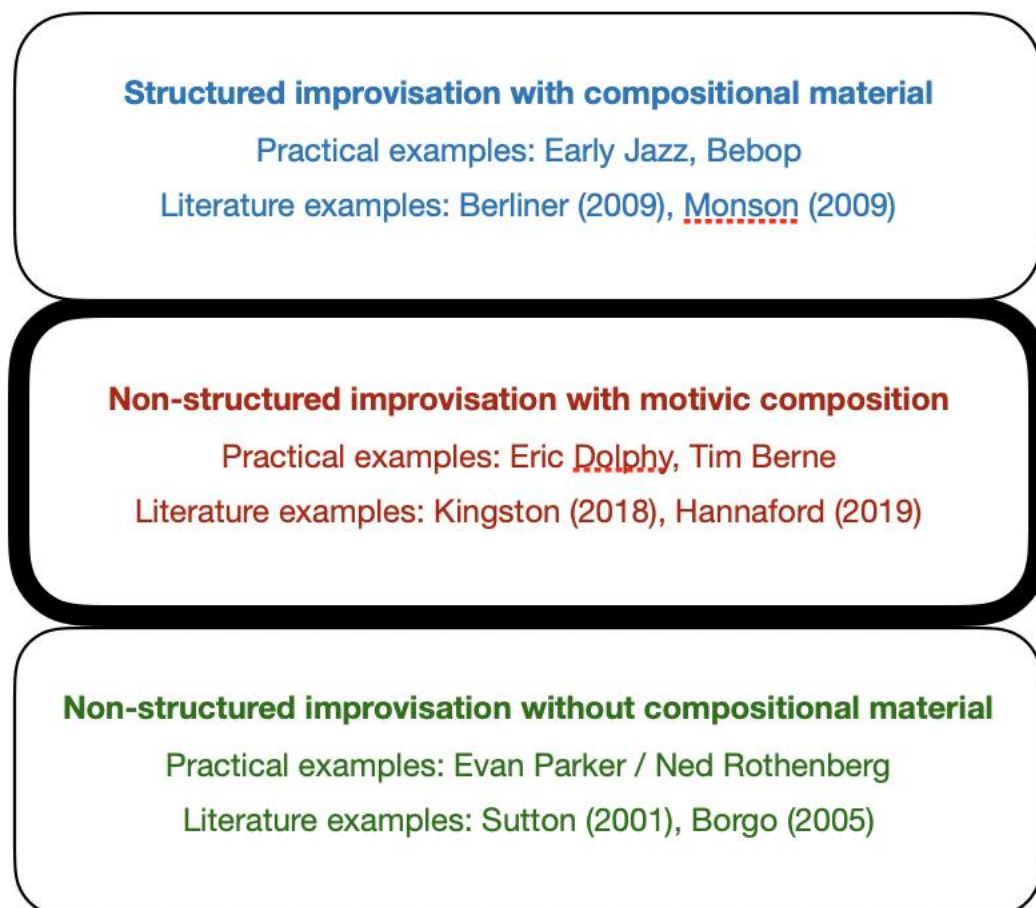 Structured improvisation with compositional material
Practical examples: Early Jazz, Bebop
Literature examples: Berliner (2009), Monson (2009)
Non-structured improvisation with motivic composition
Practical examples: Eric Dolphy, Tim Berne
Literature examples: Kingston (2018), Hannaford (2019)
Non-structured improvisation without compositional material
Practical examples: Evan Parker / Ned Rothenberg
Literature examples: Sutton (2001), Borgo (2005)